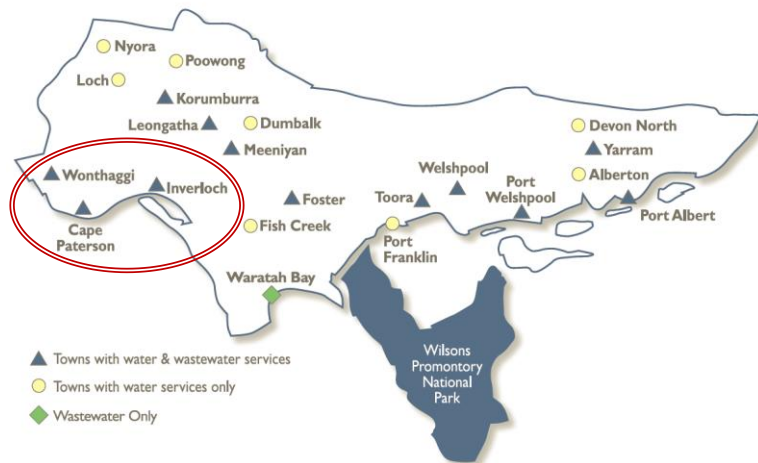 Nyora
Poowong
Loch
Korumburra
Leongatha
Dumbalk
Devon North
Meeniyan
Yarram
Wonthaggi
Inverloch
Welshpool
Alberton
Foster
Toora
Port
Welshpool
Cape
Paterson
Fish Creek
Port
Franklin
Port Albert
Waratah Bay
Towns with water & wastewater services
Towns with water services only
Wastewater Only
Wilsons
Promontory
National
Park